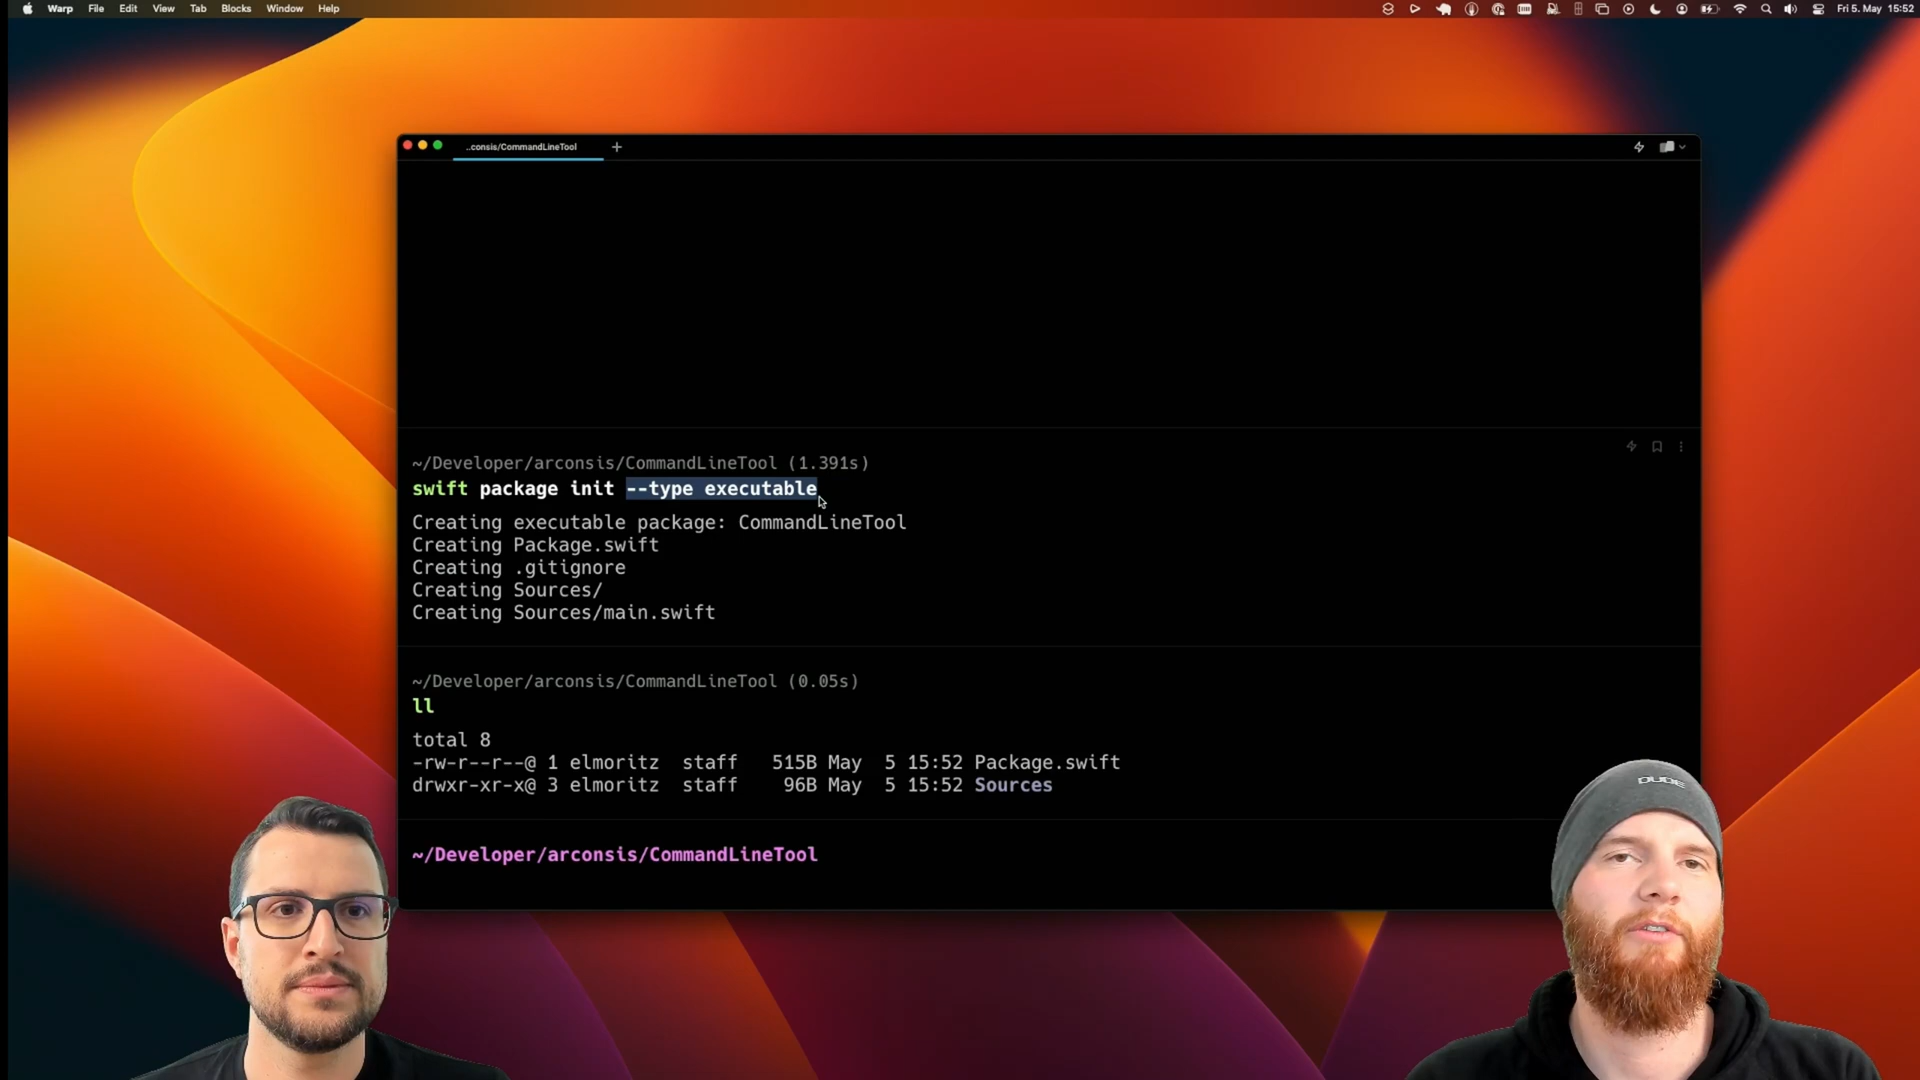 Warp File Edit View Tab Blocks Window Help
Fri 5. May 15:52
..consis/CommandLineTool
~/Developer/arconsis/CommandLineTool (1.391s)
swift package init --type executable
Creating executable package: CommandLineTool
Creating Package.swift
Creating .gitignore
Creating Sources/
Creating Sources/main.swift
~/Developer/arconsis/CommandLineTool (0.05s)
ll
total 8
-rw-r--r--@ 1 elmoritz staff 515B May 5 15:52 Package.swift
drwxr-xr-x@ 3 elmoritz staff 96B May 5 15:52 Sources
~/Developer/arconsis/CommandLineTool
DUDE